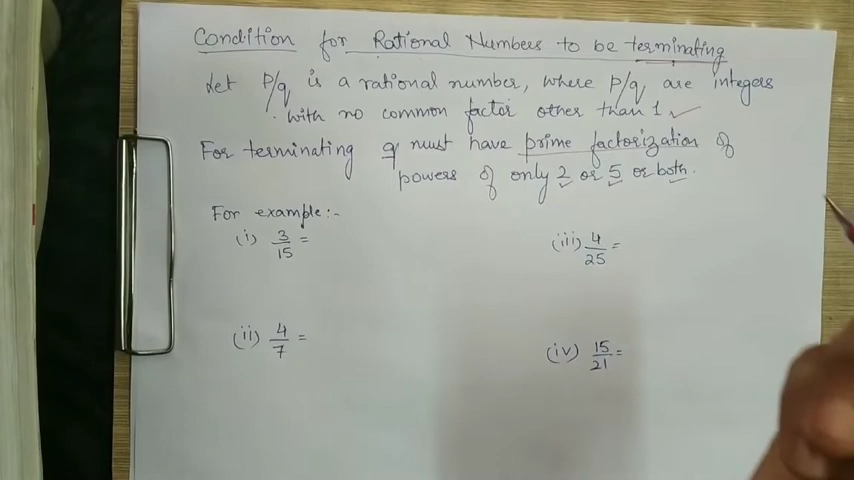 Condition for Rational Numbers to be terminating
Let P/q is a rational number, where P/q are integers
with no common factor other than 1 ✓
For terminating q must have prime factorization of
powers of only 2 or 5 or both.
For example:-
(i) 3/15 =
(iii) 4/25 =
(ii) 4/7 =
(iv) 15/21 =